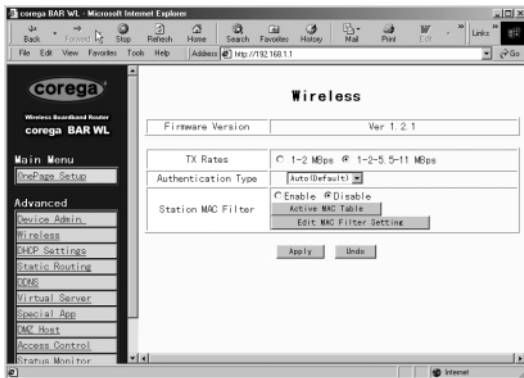 corega BAR WL - Microsoft Internet Explorer
Back Forward Stop Refresh Home Search Favorites History Mail Print Edit Links
File Edit View Favorites Tools Help Address http://192.168.1.1 Go
corega
Wireless Boardband Router
corega BAR WL
Main Menu
OnePage Setup
Advanced
Device Admin.
Wireless
DHCP Settings
Static Routing
DDNS
Virtual Server
Special App
DMZ Host
Access Control
Status Monitor
Wireless
Firmware Version Ver 1.2.1
TX Rates 1-2 MBps 1-2-5.5-11 MBps
Authentication Type Auto(Default)
Station MAC Filter Enable Disable
Active MAC Table
Edit MAC Filter Setting
Apply Undo
Internet